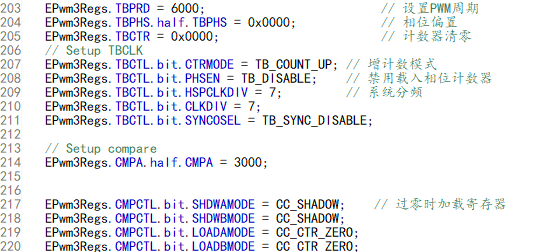 203 EPwm3Regs.TBPRD = 6000; // 设置PWM周期
204 EPwm3Regs.TBPHS.half.TBPHS = 0x0000; // 相位偏置
205 EPwm3Regs.TBCTR = 0x0000; // 计数器清零
206 // Setup TBCLK
207 EPwm3Regs.TBCTL.bit.CTRMODE = TB_COUNT_UP; // 增计数模式
208 EPwm3Regs.TBCTL.bit.PHSEN = TB_DISABLE; // 禁用载入相位计数器
209 EPwm3Regs.TBCTL.bit.HSPCLKDIV = 7; // 系统分频
210 EPwm3Regs.TBCTL.bit.CLKDIV = 7;
211 EPwm3Regs.TBCTL.bit.SYNCOSEL = TB_SYNC_DISABLE;
212
213 // Setup compare
214 EPwm3Regs.CMPA.half.CMPA = 3000;
215
216
217 EPwm3Regs.CMPCTL.bit.SHDWAMODE = CC_SHADOW; // 过零时加载寄存器
218 EPwm3Regs.CMPCTL.bit.SHDWBMODE = CC_SHADOW;
219 EPwm3Regs.CMPCTL.bit.LOADAMODE = CC_CTR_ZERO;
220 EPwm3Regs.CMPCTL.bit.LOADBMODE = CC_CTR_ZERO;